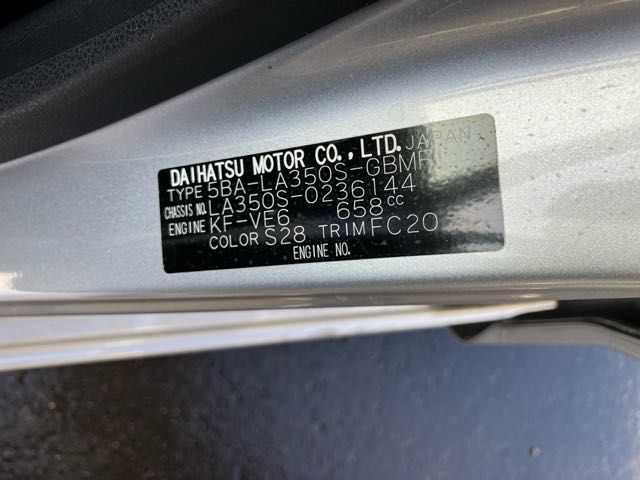 DAIHATSU MOTOR CO., LTD. JAPAN
TYPE 5BA-LA350S-GBMF
CHASSIS NO. LA350S-0236144
ENGINE KF-VE6 658cc
COLOR S28 TRIM FC20
ENGINE NO.